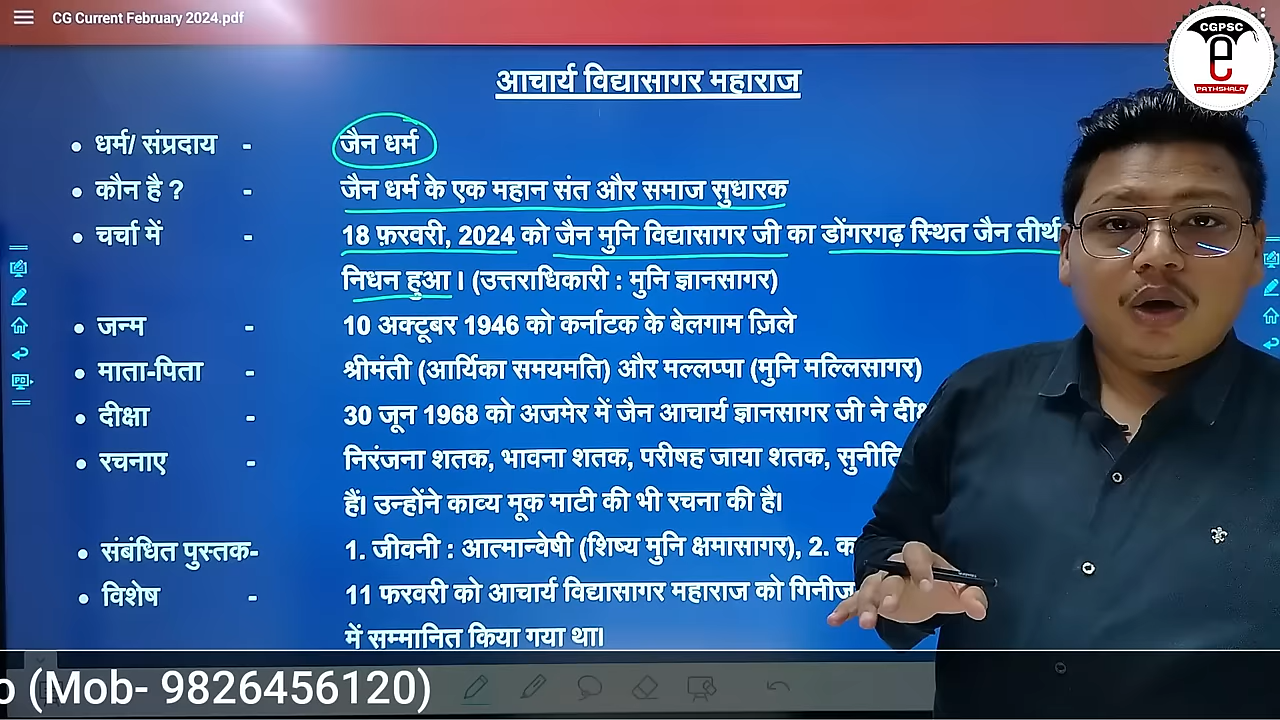 CG Current February 2024.pdf
CGPSC
e
PATHSHALA
आचार्य विद्यासागर महाराज
• धर्म/ संप्रदाय - जैन धर्म
• कौन है ? - जैन धर्म के एक महान संत और समाज सुधारक
• चर्चा में - 18 फ़रवरी, 2024 को जैन मुनि विद्यासागर जी का डोंगरगढ़ स्थित जैन तीर्थ
निधन हुआ । (उत्तराधिकारी : मुनि ज्ञानसागर)
• जन्म - 10 अक्टूबर 1946 को कर्नाटक के बेलगाम ज़िले
• माता-पिता - श्रीमंती (आर्यिका समयमति) और मल्लप्पा (मुनि मल्लिसागर)
• दीक्षा - 30 जून 1968 को अजमेर में जैन आचार्य ज्ञानसागर जी ने
• रचनाए - निरंजना शतक, भावना शतक, परीषह जाया शतक,
हैं। उन्होंने काव्य मूक माटी की भी रचना की है।
• संबंधित पुस्तक- 1. जीवनी : आत्मान्वेषी (शिष्य मुनि क्षमासागर), 2.
• विशेष - 11 फरवरी को आचार्य विद्यासागर महाराज को गिनीज
में सम्मानित किया गया था।
(Mob- 9826456120)